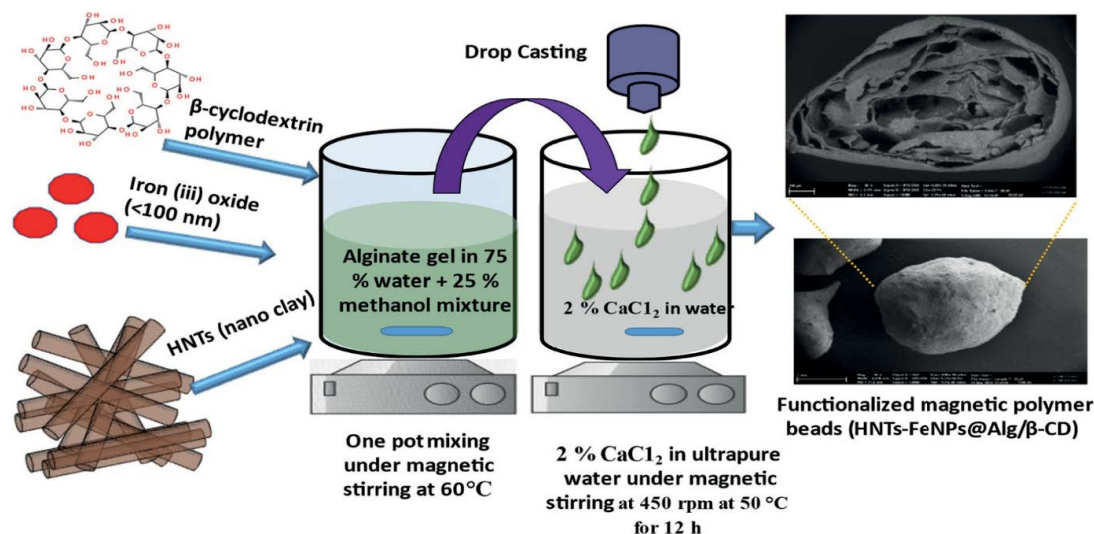 β-cyclodextrin
polymer
Iron (iii) oxide
(<100 nm)
HNTs (nano clay)
Alginate gel in 75
% water + 25 %
methanol mixture
One pot mixing
under magnetic
stirring at 60°C
Drop Casting
2 % CaC1₂ in water
2 % CaC1₂ in ultrapure
water under magnetic
stirring at 450 rpm at 50 °C
for 12 h
Functionalized magnetic polymer
beads (HNTs-FeNPs@Alg/β-CD)